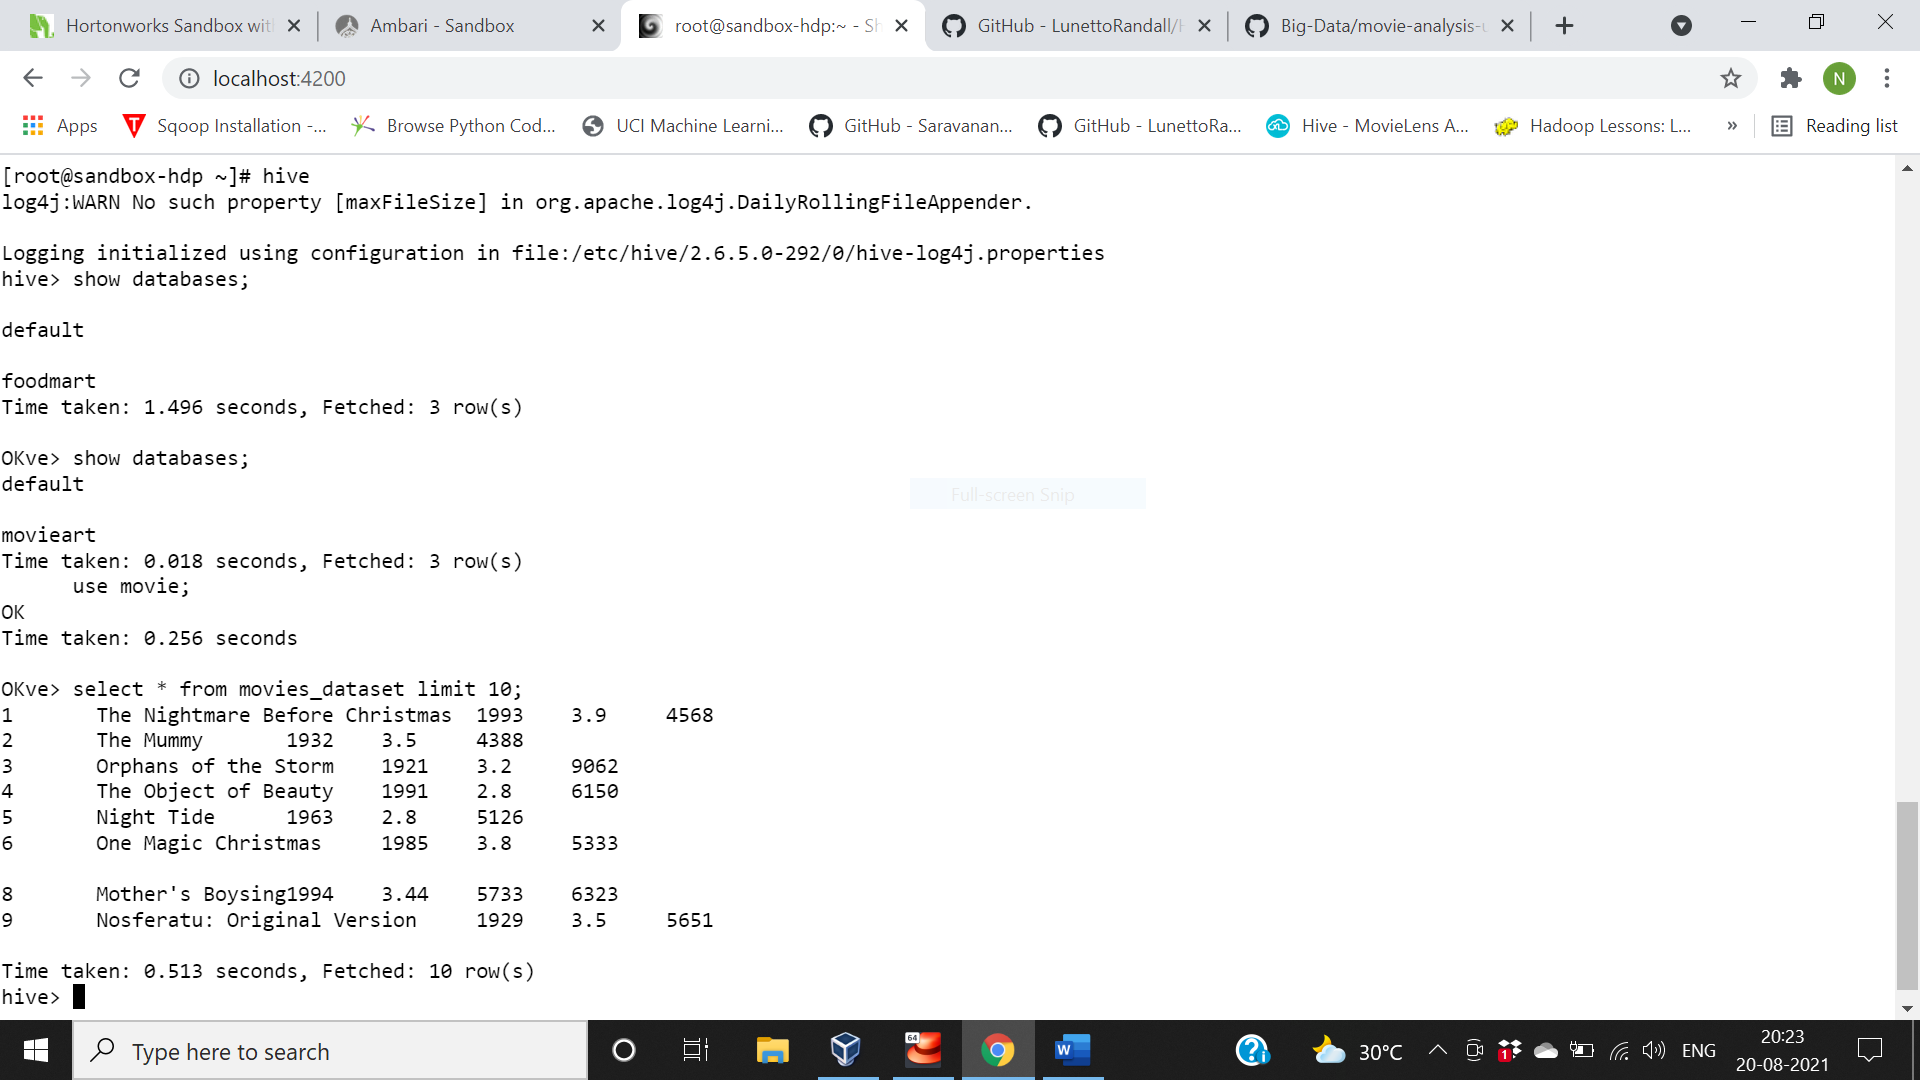 Hortonworks Sandbox wit
Ambari - Sandbox
root@sandbox-hdp:~ - Sh
GitHub - LunettoRandall/
Big-Data/movie-analysis-u
localhost:4200
N
Apps
Sqoop Installation -...
Browse Python Cod...
UCI Machine Learni...
GitHub - Saravanan...
GitHub - LunettoRa...
Hive - MovieLens A...
Hadoop Lessons: L...
»
Reading list
[root@sandbox-hdp ~]# hive
log4j:WARN No such property [maxFileSize] in org.apache.log4j.DailyRollingFileAppender.
Logging initialized using configuration in file:/etc/hive/2.6.5.0-292/0/hive-log4j.properties
hive> show databases;
default
foodmart
Time taken: 1.496 seconds, Fetched: 3 row(s)
OKve> show databases;
default
movieart
Time taken: 0.018 seconds, Fetched: 3 row(s)
use movie;
OK
Time taken: 0.256 seconds
OKve> select * from movies_dataset limit 10;
1 The Nightmare Before Christmas 1993 3.9 4568
2 The Mummy 1932 3.5 4388
3 Orphans of the Storm 1921 3.2 9062
4 The Object of Beauty 1991 2.8 6150
5 Night Tide 1963 2.8 5126
6 One Magic Christmas 1985 3.8 5333
8 Mother's Boysing1994 3.44 5733 6323
9 Nosferatu: Original Version 1929 3.5 5651
Time taken: 0.513 seconds, Fetched: 10 row(s)
hive>
Full-screen Snip
Type here to search
64
W
30°C
1
ENG
20:23
20-08-2021